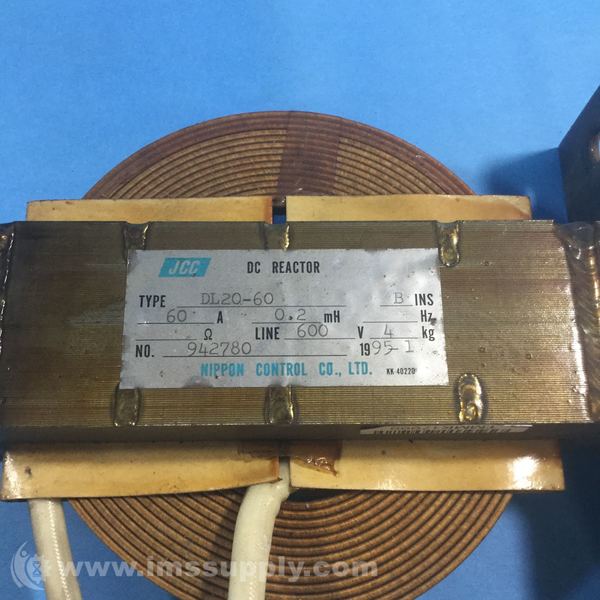 JCC DC REACTOR
TYPE DL20-60 B INS
60 A 0.2 mH Hz
Ω LINE 600 V 4 kg
NO. 942780 1995-1
NIPPON CONTROL CO., LTD. KK-40220
www.imssupply.com